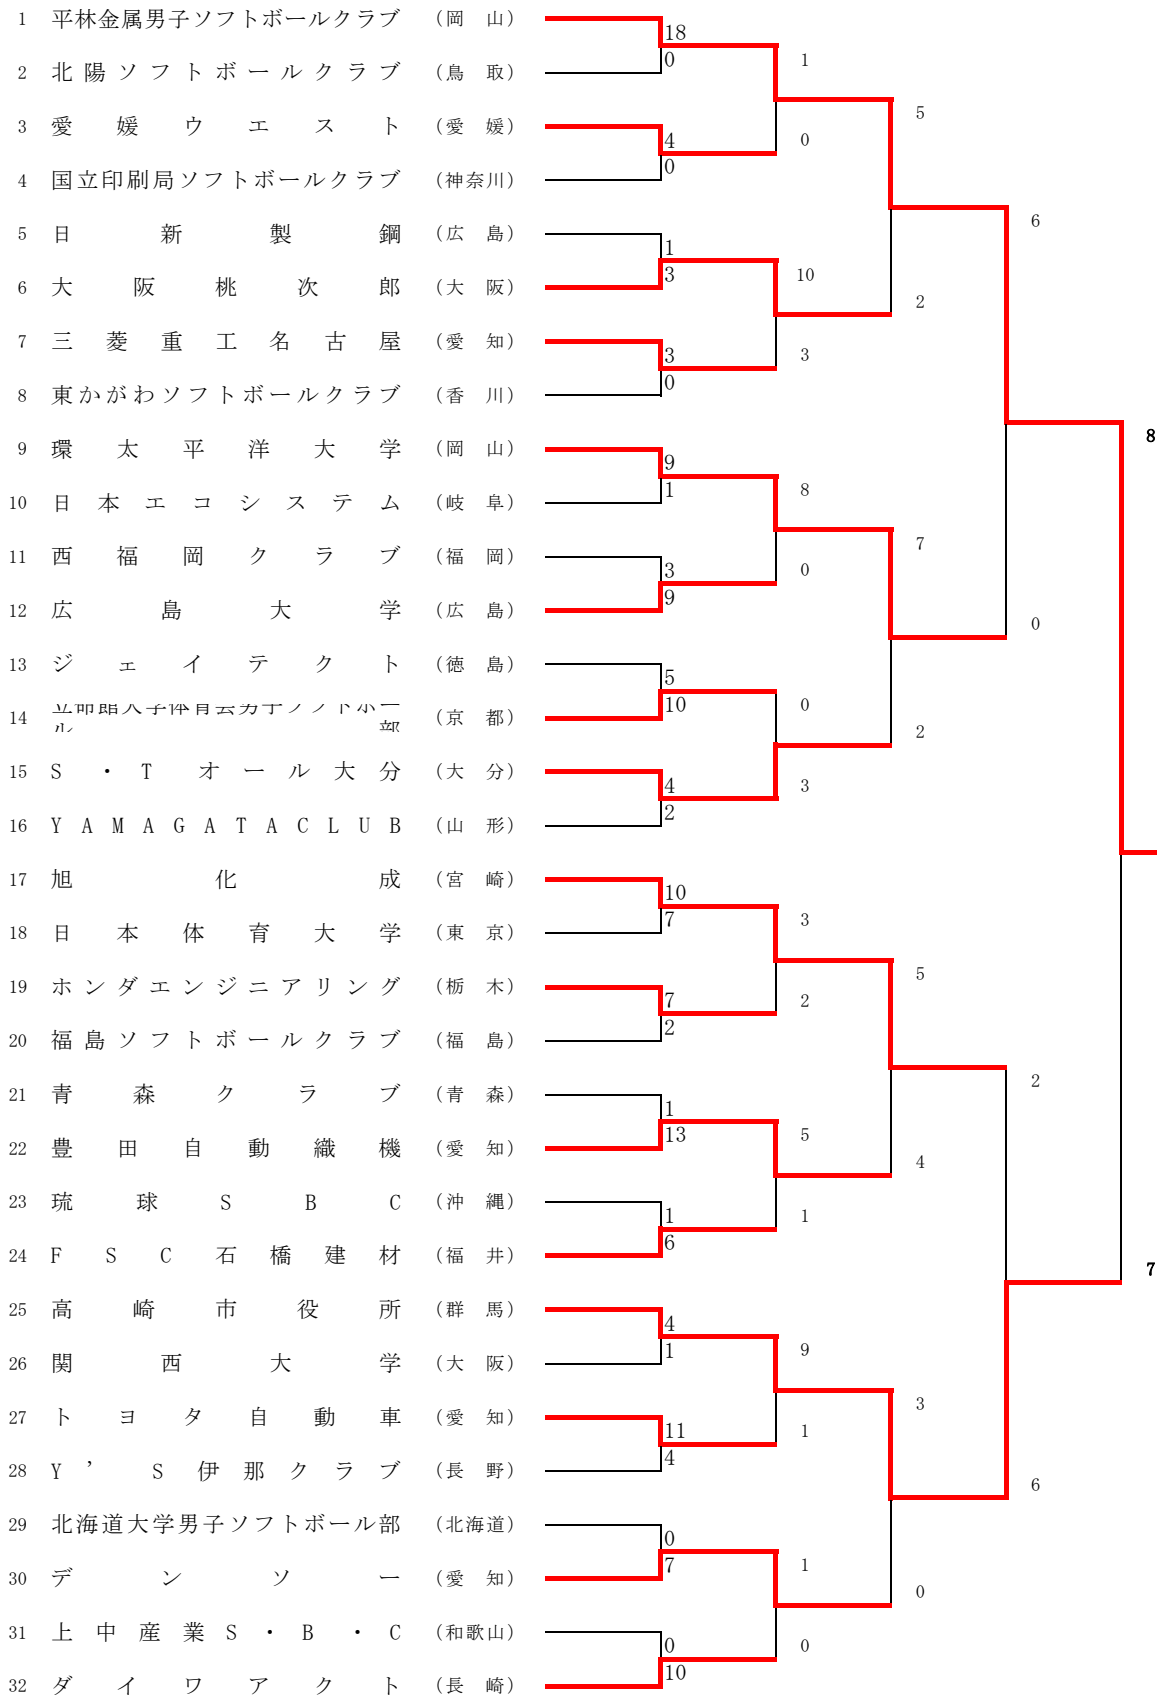 1 平林金属男子ソフトボールクラブ (岡 山)
18
0
1
2 北陽ソフトボールクラブ (鳥 取)
5
3 愛媛ウエスト (愛 媛)
4
0
0
4 国立印刷局ソフトボールクラブ (神奈川)
6
5 日新製鋼 (広 島)
1
3
10
6 大阪桃次郎 (大 阪)
2
7 三菱重工名古屋 (愛 知)
3
0
3
8 東かがわソフトボールクラブ (香 川)
8
9 環太平洋大学 (岡 山)
9
1
8
10 日本エコシステム (岐 阜)
7
11 西福岡クラブ (福 岡)
3
9
0
12 広島大学 (広 島)
0
13 ジェイテクト (徳 島)
5
10
0
14 立命館大学体育会男子ソフトボール部 (京 都)
2
15 S・Tオール大分 (大 分)
4
2
3
16 YAMAGATACLUB (山 形)
17 旭化成 (宮 崎)
10
7
3
18 日本体育大学 (東 京)
5
19 ホンダエンジニアリング (栃 木)
7
2
2
20 福島ソフトボールクラブ (福 島)
2
21 青森クラブ (青 森)
1
13
5
22 豊田自動織機 (愛 知)
4
23 琉球SBC (沖 縄)
1
6
1
24 FSC石橋建材 (福 井)
7
25 高崎市役所 (群 馬)
4
1
9
26 関西大学 (大 阪)
3
27 トヨタ自動車 (愛 知)
11
4
1
28 Y’S伊那クラブ (長 野)
6
29 北海道大学男子ソフトボール部 (北海道)
0
7
1
30 デンソー (愛 知)
0
31 上中産業S・B・C (和歌山)
0
10
0
32 ダイワアクト (長 崎)